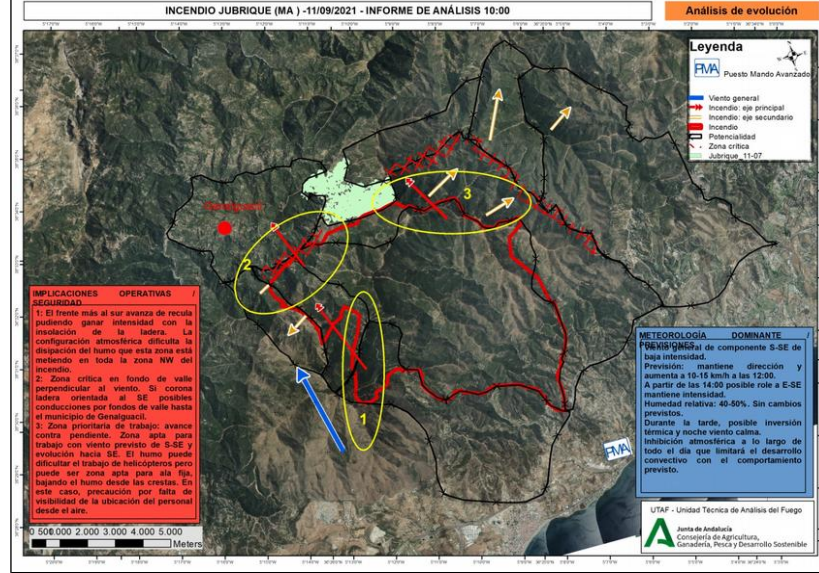 INCENDIO JUBRIQUE (MA ) -11/09/2021 - INFORME DE ANÁLISIS 10:00
Análisis de evolución
Leyenda
PMA Puesto Mando Avanzado
Viento general
Incendio: eje principal
Incendio: eje secundario
Incendio
Potencialidad
Zona crítica
Jubrique_11-07
Genalguacil
3
2
1
IMPLICACIONES OPERATIVAS /
SEGURIDAD
1: El frente más al sur avanza de recula
pudiendo ganar intensidad con la
insolación de la ladera. La
configuración atmosférica dificulta la
disipación del humo que esta zona está
metiendo en toda la zona NW del
incendio.
2: Zona crítica en fondo de valle
perpendicular al viento. Si corona
ladera orientada al SE posibles
conducciones por fondos de valle hasta
el municipio de Genalguacil.
3: Zona prioritaria de trabajo: avance
contra pendiente. Zona apta para
trabajo con viento previsto de S-SE y
evolución hacia SE. El humo puede
dificultar el trabajo de helicópteros pero
puede ser zona apta para ala fija,
bajando el humo desde las crestas. En
este caso, precaución por falta de
visibilidad de la ubicación del personal
desde el aire.
METEOROLOGÍA DOMINANTE /
PREVISIONES
Viento general de componente S-SE de
baja intensidad.
Previsión: mantiene dirección y
aumenta a 10-15 km/h a las 12:00.
A partir de las 14:00 posible role a E-SE
mantiene intensidad.
Humedad relativa: 40-50%. Sin cambios
previstos.
Durante la tarde, posible inversión
térmica y noche viento calma.
Inhibición atmosférica a lo largo de
todo el día que limitará el desarrollo
convectivo con el comportamiento
previsto.
PMA
UTAF - Unidad Técnica de Análisis del Fuego
Junta de Andalucía
Consejería de Agricultura,
Ganadería, Pesca y Desarrollo Sostenible
0 500 1.000 2.000 3.000 4.000 5.000
Meters